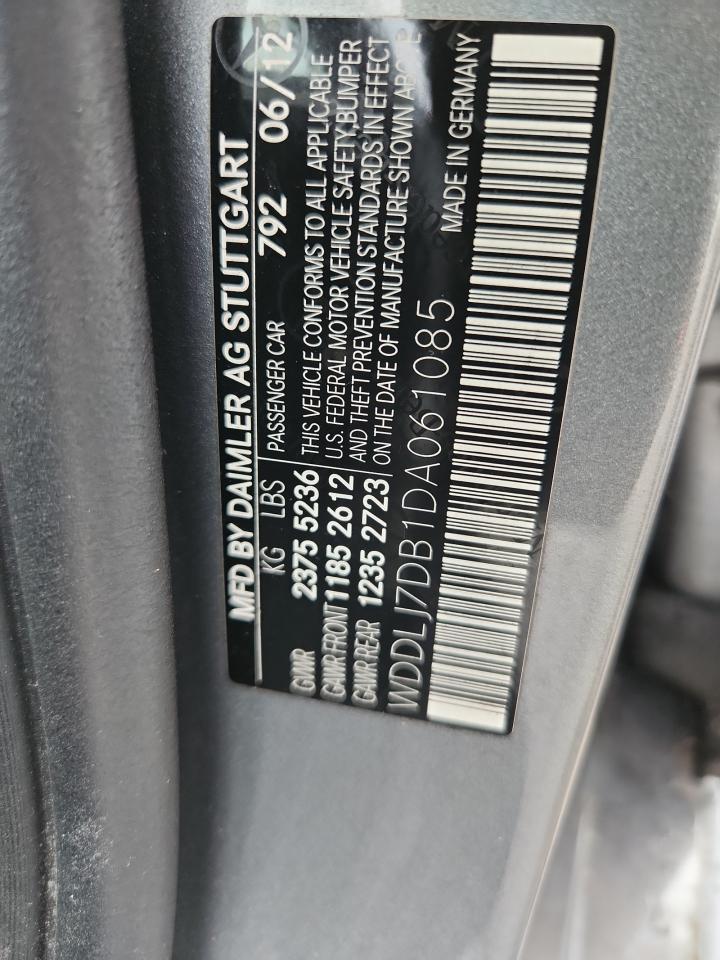 MFD BY DAIMLER AG STUTTGART
KG LBS PASSENGER CAR 792 06/12
GVWR 2375 5236
GAWR FRONT 1185 2612
GAWR REAR 1235 2723
THIS VEHICLE CONFORMS TO ALL APPLICABLE
U.S. FEDERAL MOTOR VEHICLE SAFETY,BUMPER
AND THEFT PREVENTION STANDARDS IN EFFECT
ON THE DATE OF MANUFACTURE SHOWN ABOVE
WDDLJ7DB1DA061085 MADE IN GERMANY